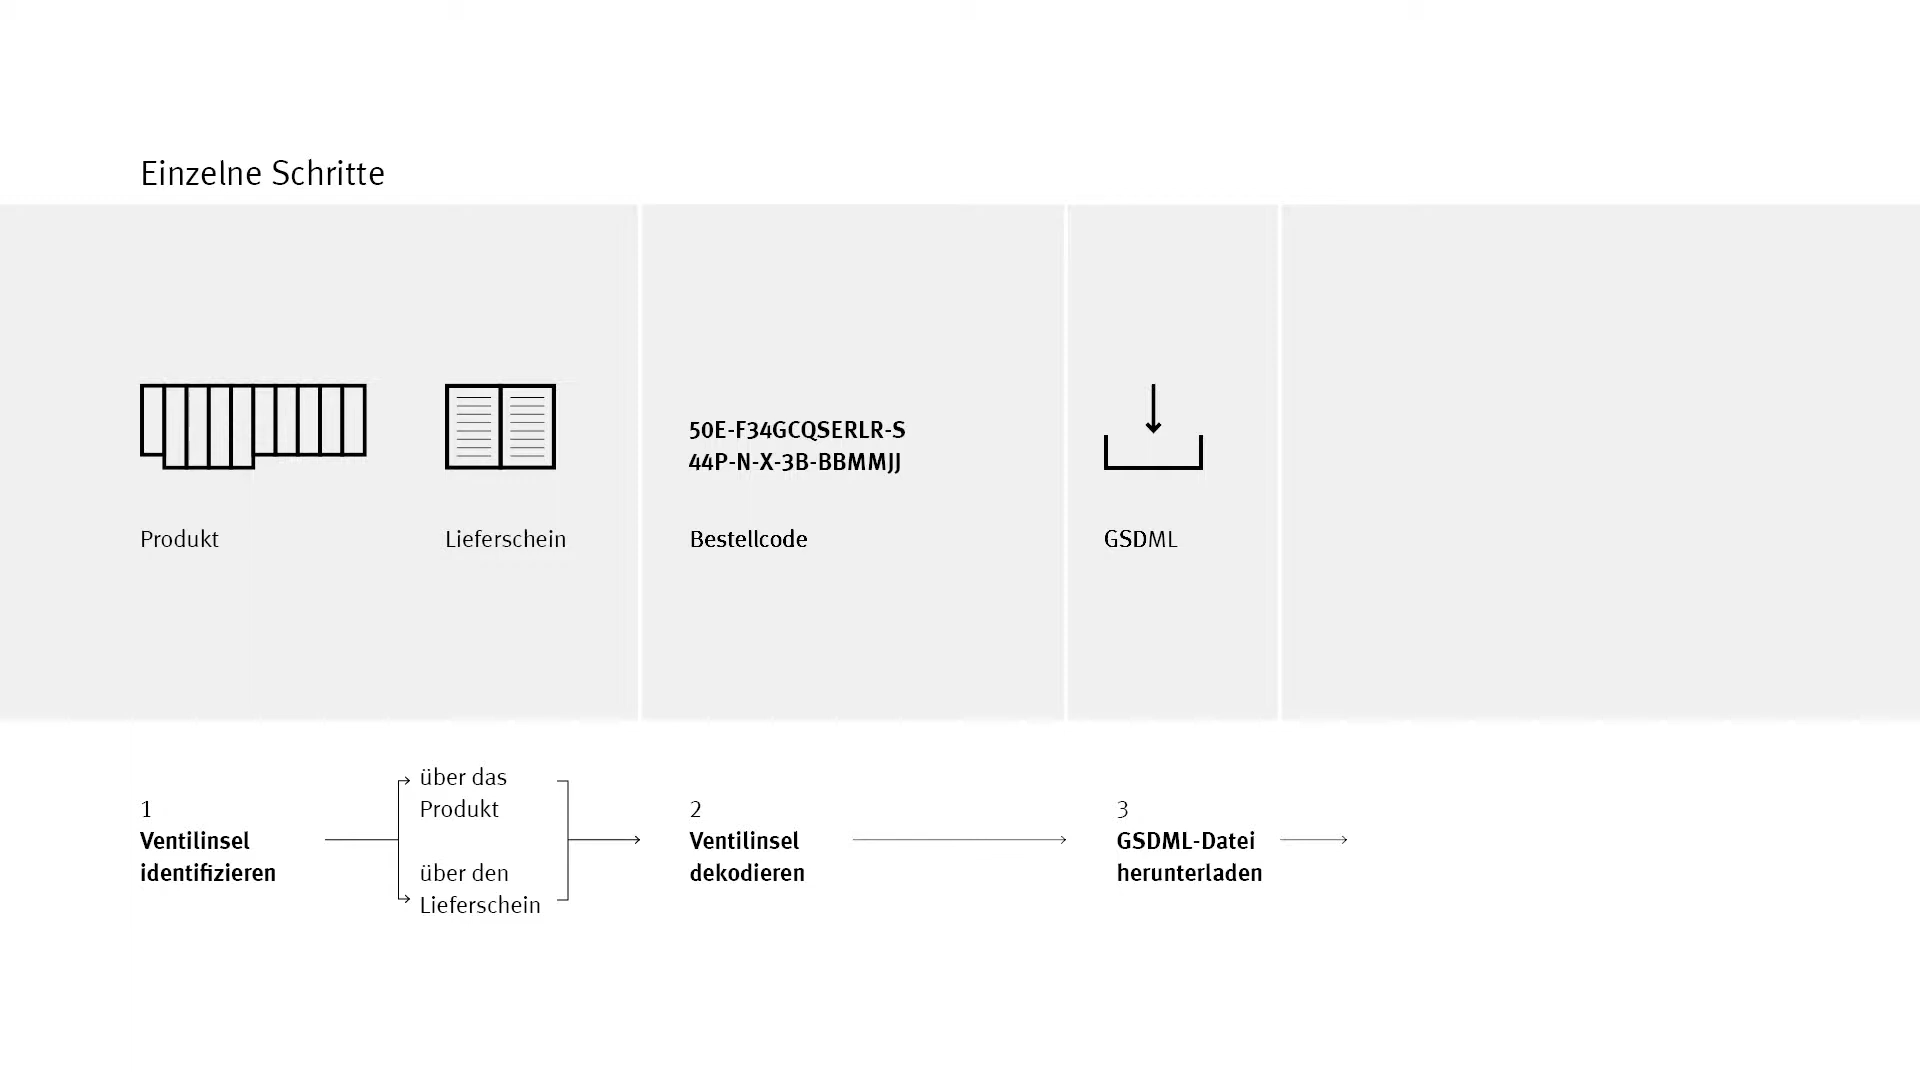 Einzelne Schritte
50E-F34GCQSERLR-S
44P-N-X-3B-BBMMJJ
Produkt
Lieferschein
Bestellcode
GSDML
1
Ventilinsel
identifizieren
über das
Produkt
über den
Lieferschein
2
Ventilinsel
dekodieren
3
GSDML-Datei
herunterladen